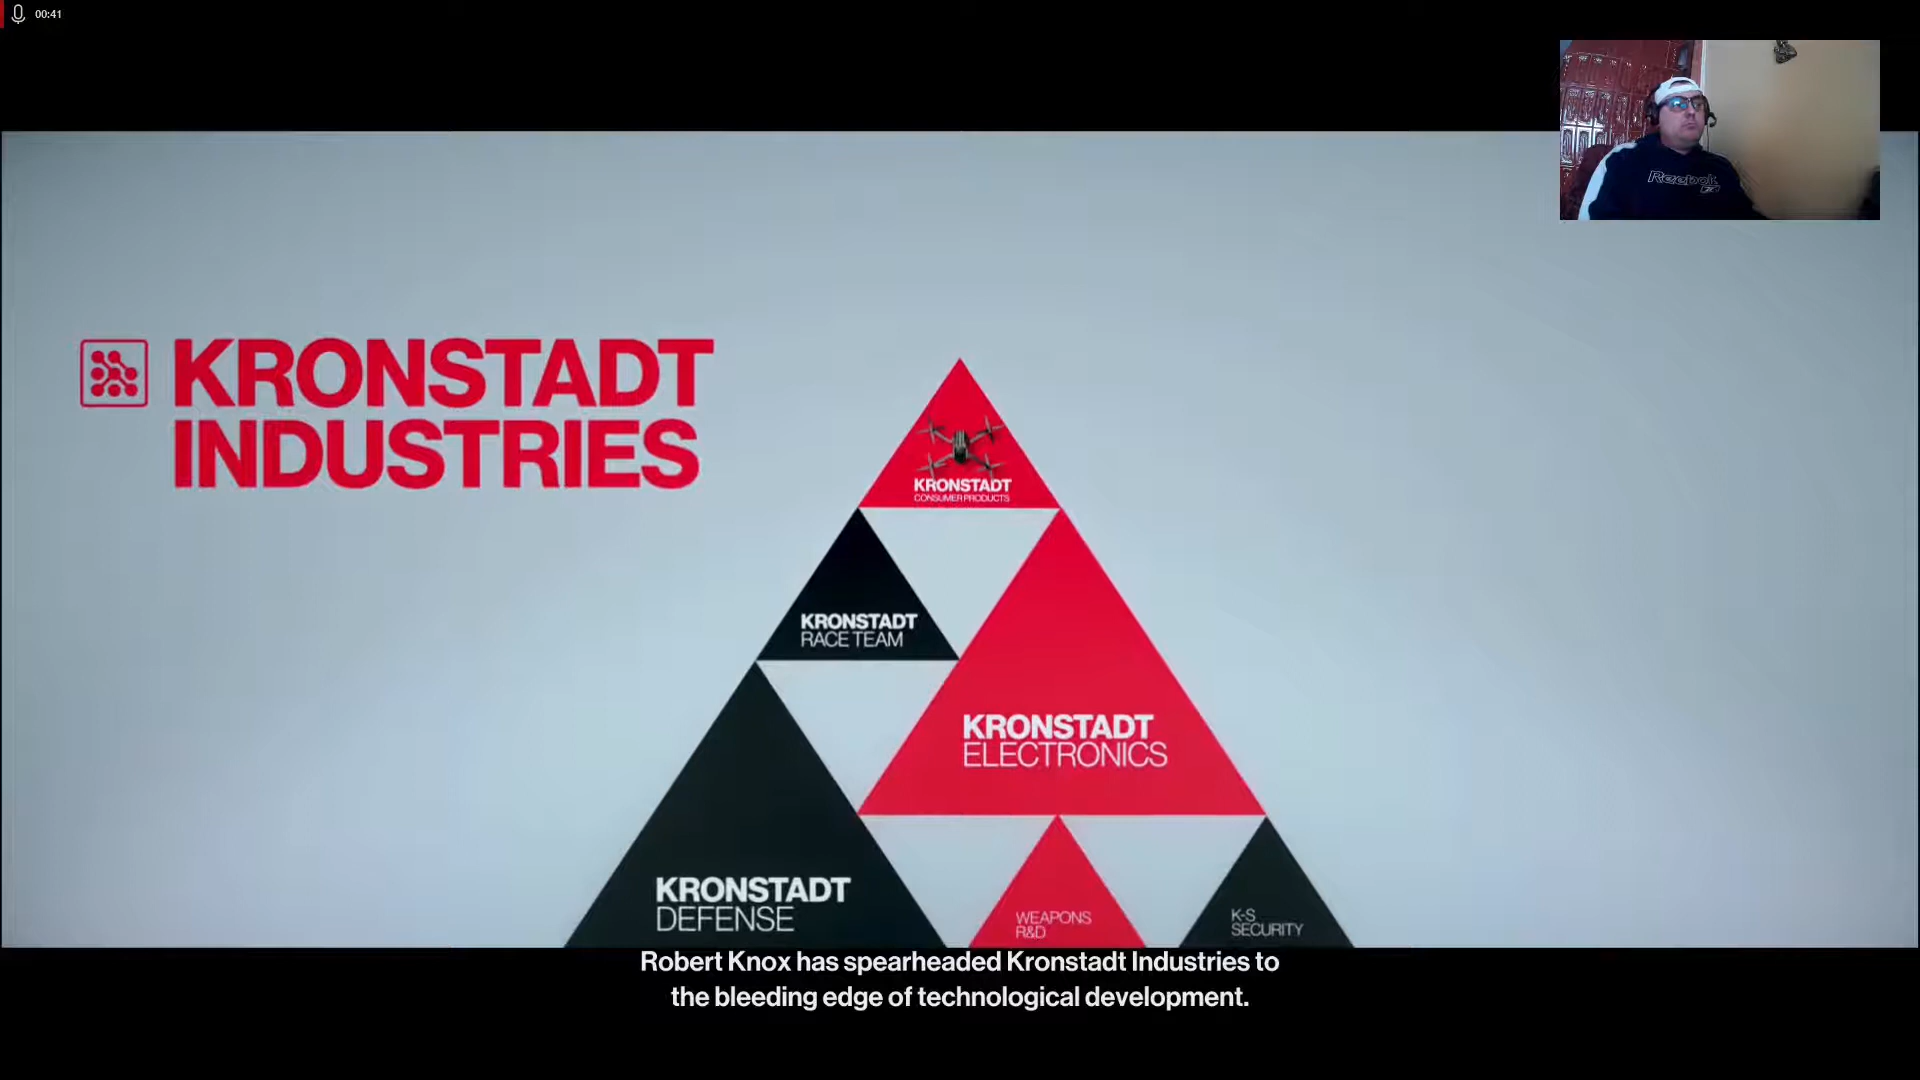 00:41
Reebok
KRONSTADT
INDUSTRIES
KRONSTADT
CONSUMER PRODUCTS
KRONSTADT
RACE TEAM
KRONSTADT
ELECTRONICS
KRONSTADT
DEFENSE
WEAPONS
R&D
K-S
SECURITY
Robert Knox has spearheaded Kronstadt Industries to
the bleeding edge of technological development.